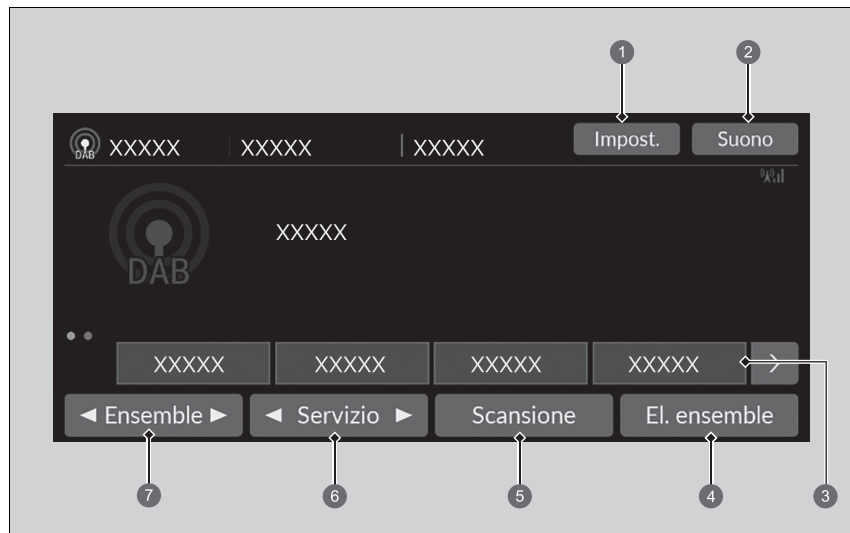 1 2
DAB XXXXX XXXXX XXXXX Impost. Suono
XXXXX
DAB
XXXXX XXXXX XXXXX XXXXX
◄ Ensemble ► ◄ Servizio ► Scansione El. ensemble
7 6 5 4 3